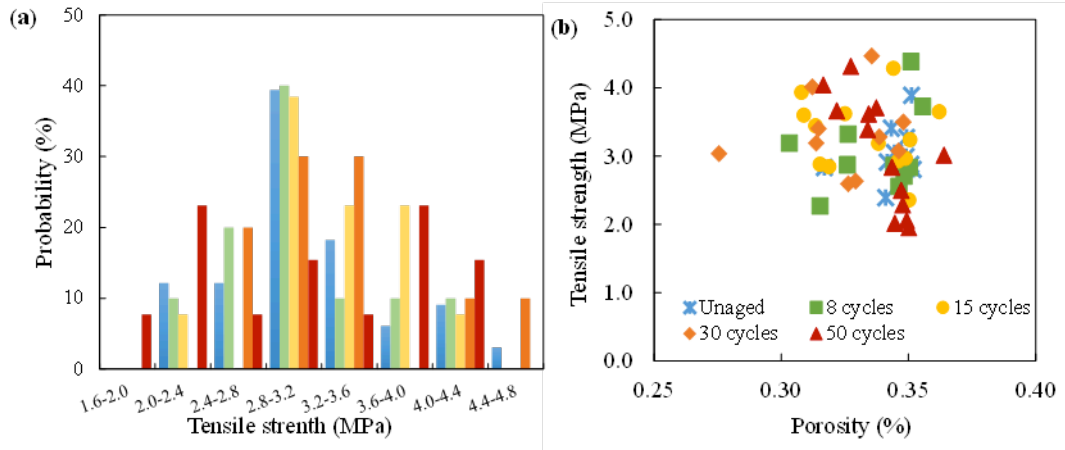 (a)
Probability (%)
50
40
30
20
10
0
1.6-2.0
2.0-2.4
2.4-2.8
2.8-3.2
3.2-3.6
3.6-4.0
4.0-4.4
4.4-4.8
Tensile strenth (MPa)
(b)
Tensile strength (MPa)
5.0
4.0
3.0
2.0
1.0
0.0
Unaged 8 cycles 15 cycles
30 cycles 50 cycles
0.25 0.30 0.35 0.40
Porosity (%)